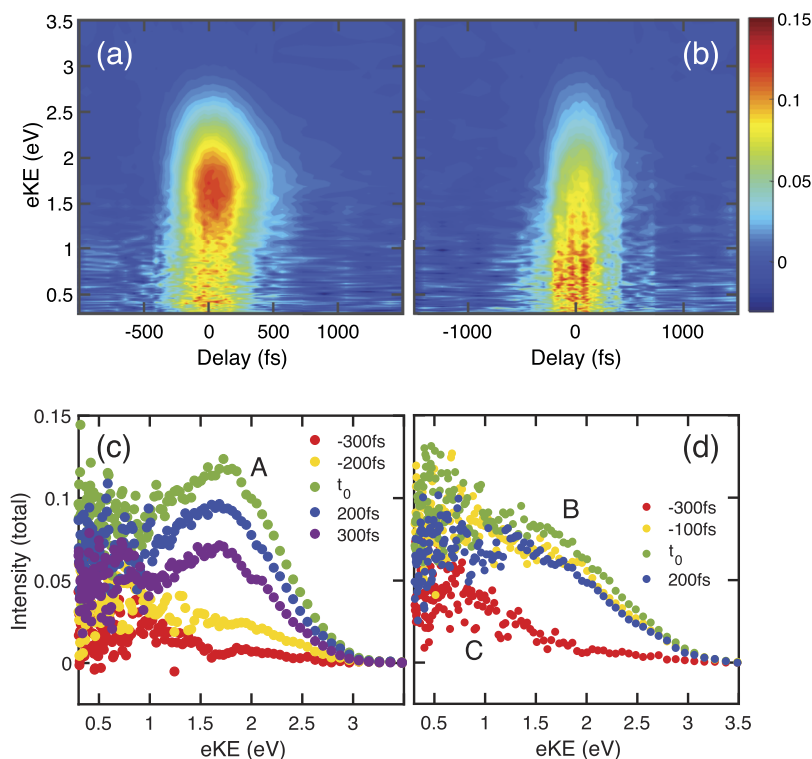 3.5
3
2.5
2
1.5
1
0.5
eKE (eV)
(a)
(b)
0.15
0.1
0.05
0
-500
0
500
1000
Delay (fs)
-1000
0
1000
Delay (fs)
0.15
0.1
0.05
0
Intensity (total)
(c)
A
-300fs
-200fs
t0
200fs
300fs
0.5
1
1.5
2
2.5
3
eKE (eV)
(d)
B
C
-300fs
-100fs
t0
200fs
0.5
1
1.5
2
2.5
3
3.5
eKE (eV)